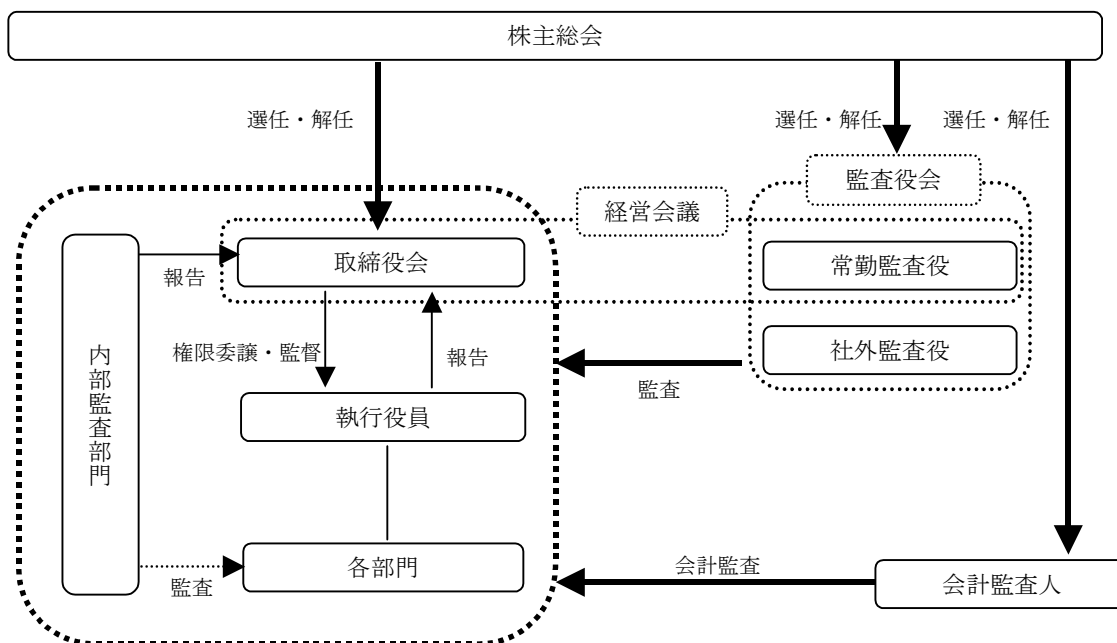 株主総会
選任・解任
選任・解任
選任・解任
監査役会
経営会議
取締役会
常勤監査役
報告
内部監査部門
権限委譲・監督
報告
社外監査役
監査
執行役員
各部門
監査
会計監査
会計監査人